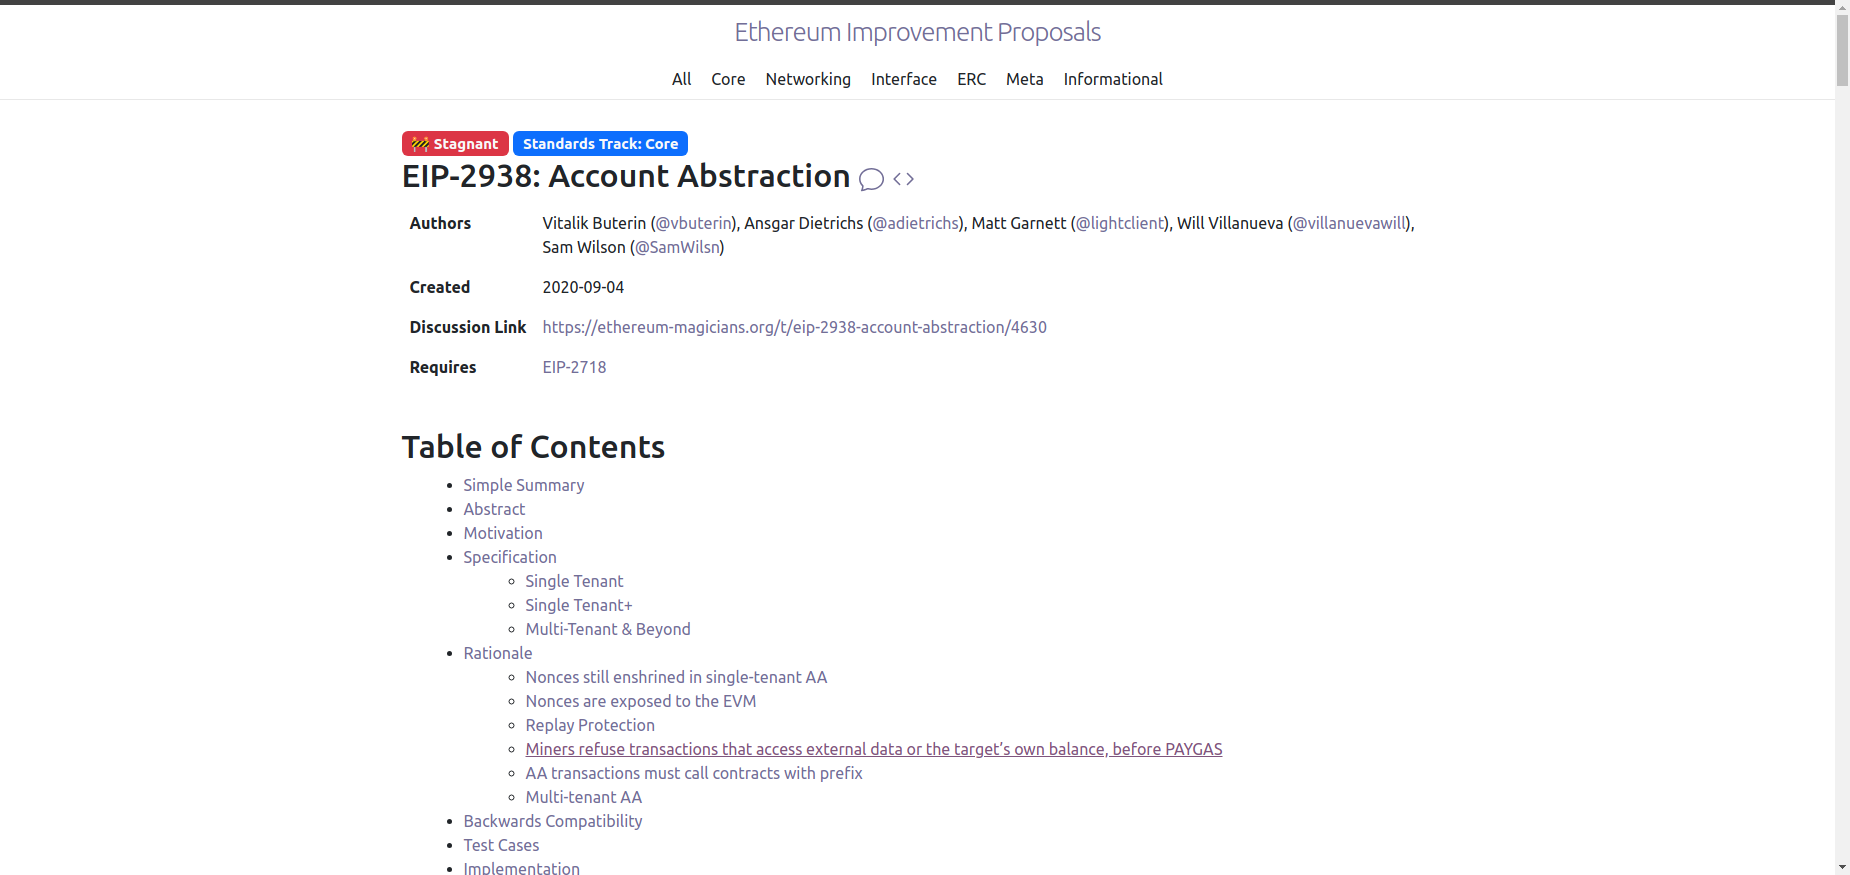 Ethereum Improvement Proposals
All Core Networking Interface ERC Meta Informational
🚧 Stagnant Standards Track: Core
EIP-2938: Account Abstraction
Authors Vitalik Buterin (@vbuterin), Ansgar Dietrichs (@adietrichs), Matt Garnett (@lightclient), Will Villanueva (@villanuevawill),
Sam Wilson (@SamWilsn)
Created 2020-09-04
Discussion Link https://ethereum-magicians.org/t/eip-2938-account-abstraction/4630
Requires EIP-2718
Table of Contents
Simple Summary
Abstract
Motivation
Specification
Single Tenant
Single Tenant+
Multi-Tenant & Beyond
Rationale
Nonces still enshrined in single-tenant AA
Nonces are exposed to the EVM
Replay Protection
Miners refuse transactions that access external data or the target’s own balance, before PAYGAS
AA transactions must call contracts with prefix
Multi-tenant AA
Backwards Compatibility
Test Cases
Implementation